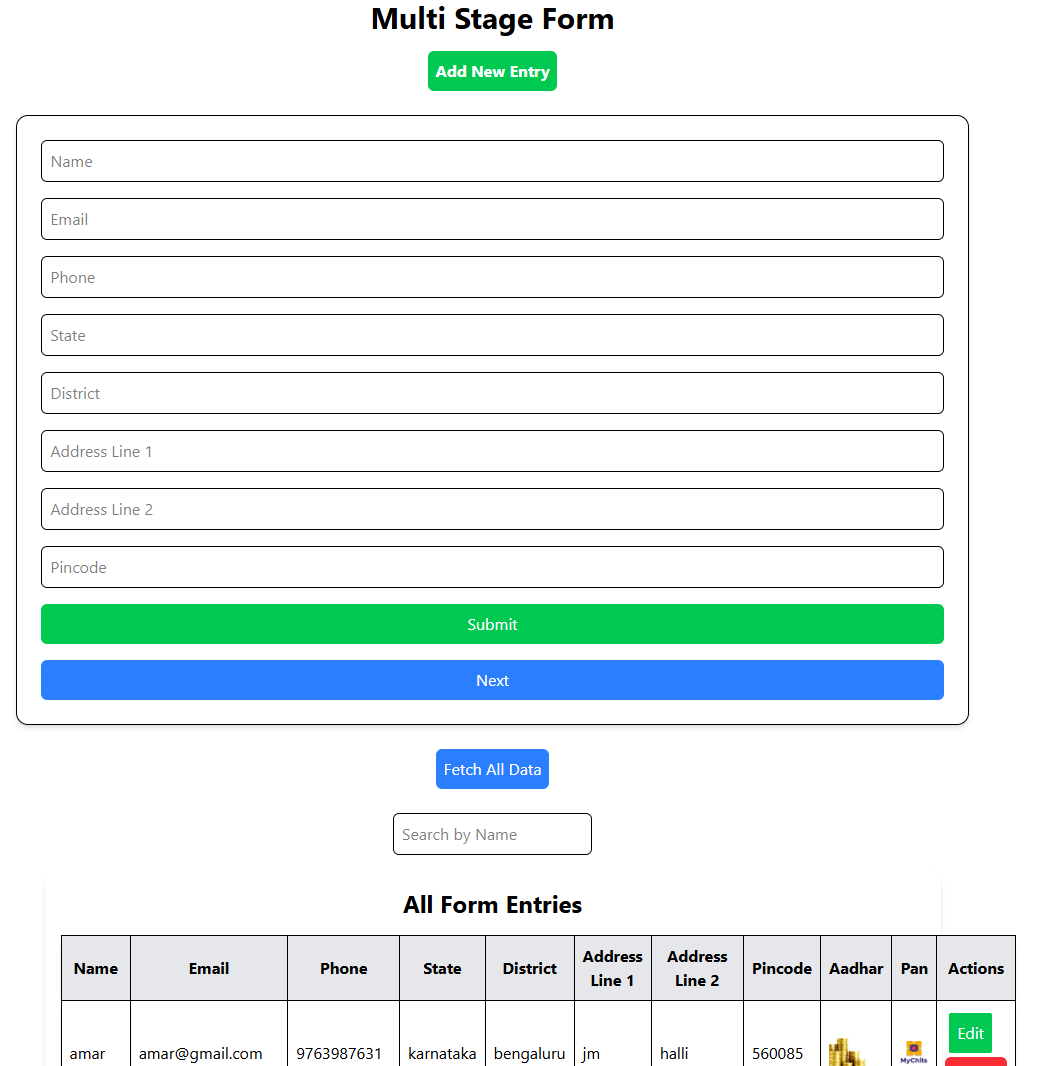 Multi Stage Form
Add New Entry
Name
Email
Phone
State
District
Address Line 1
Address Line 2
Pincode
Submit
Next
Fetch All Data
Search by Name
All Form Entries
Name Email Phone State District Address Line 1 Address Line 2 Pincode Aadhar Pan Actions
amar amar@gmail.com 9763987631 karnataka bengaluru jm halli 560085 MyChits Edit